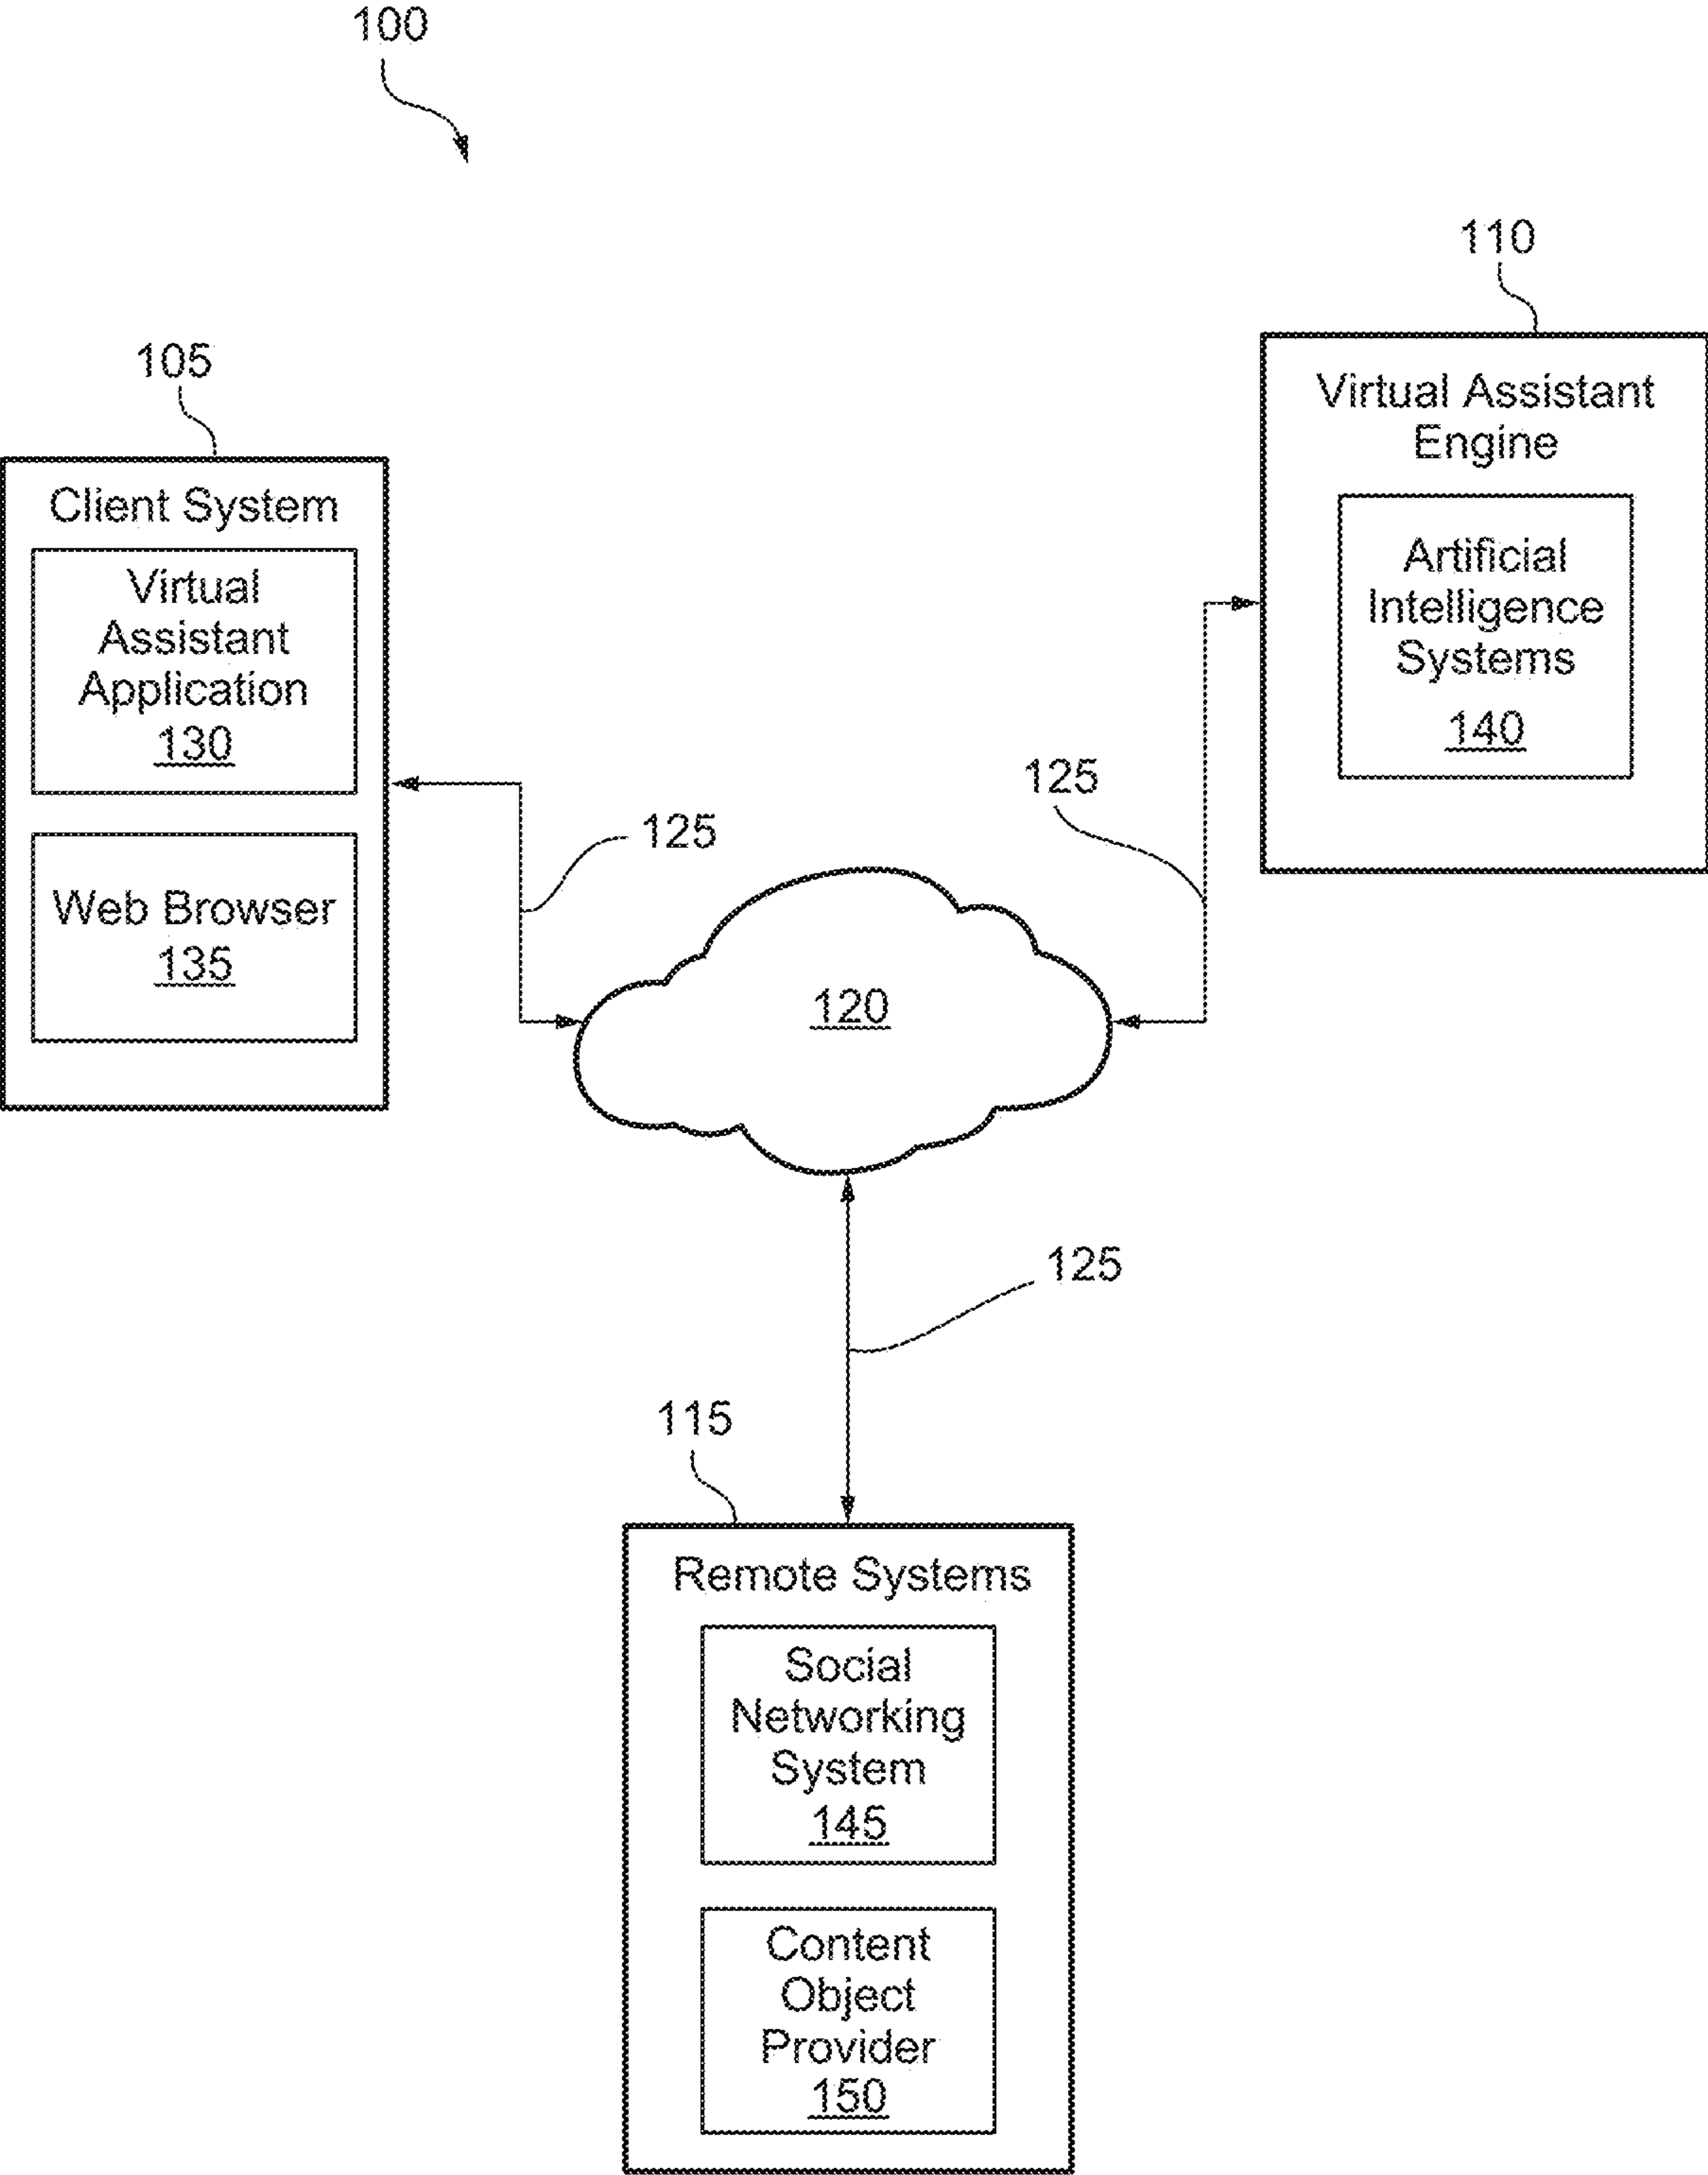 100
110
Virtual Assistant
Engine
Artificial
Intelligence
Systems
140
105
Client System
Virtual
Assistant
Application
130
Web Browser
135
125
125
120
125
115
Remote Systems
Social
Networking
System
145
Content
Object
Provider
150